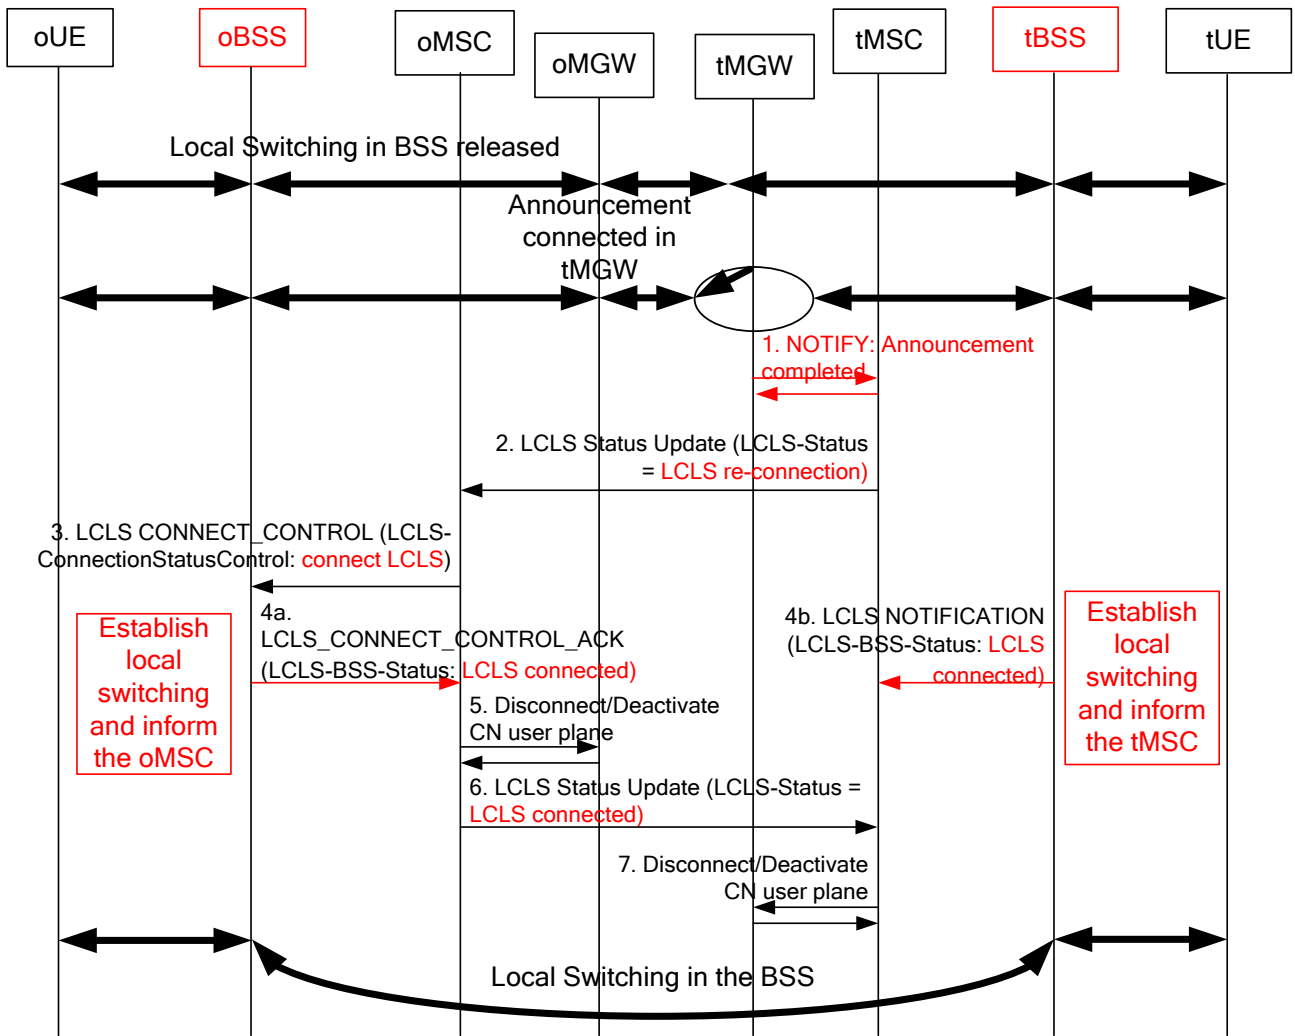 oUE
oBSS
oMSC
oMGW
tMGW
tMSC
tBSS
tUE
Local Switching in BSS released
Announcement
connected in
tMGW
1. NOTIFY: Announcement
completed
2. LCLS Status Update (LCLS-Status
= LCLS re-connection)
3. LCLS CONNECT_CONTROL (LCLS-
ConnectionStatusControl: connect LCLS)
Establish
local
switching
and inform
the oMSC
4a.
LCLS_CONNECT_CONTROL_ACK
(LCLS-BSS-Status: LCLS connected)
4b. LCLS NOTIFICATION
(LCLS-BSS-Status: LCLS
connected)
Establish
local
switching
and inform
the tMSC
5. Disconnect/Deactivate
CN user plane
6. LCLS Status Update (LCLS-Status =
LCLS connected)
7. Disconnect/Deactivate
CN user plane
Local Switching in the BSS